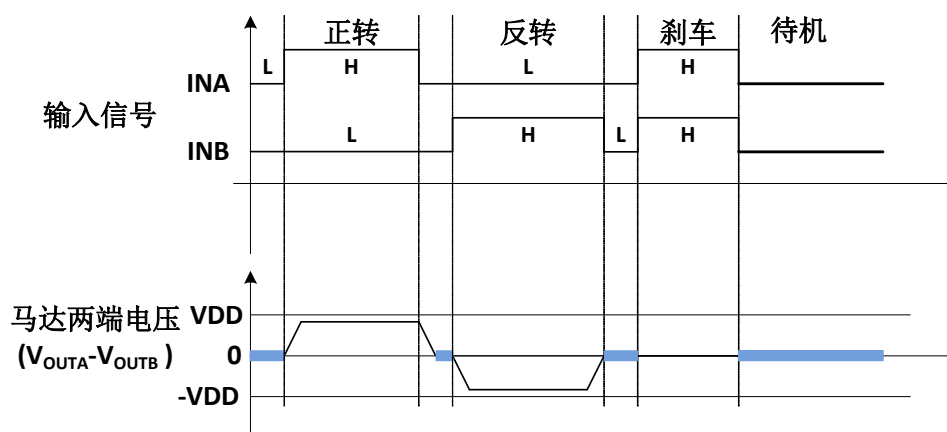 正转 反转 刹车 待机
L H L H
INA
输入信号
INB
L H L H
马达两端电压 VDD
(VOUTA-VOUTB ) 0
-VDD